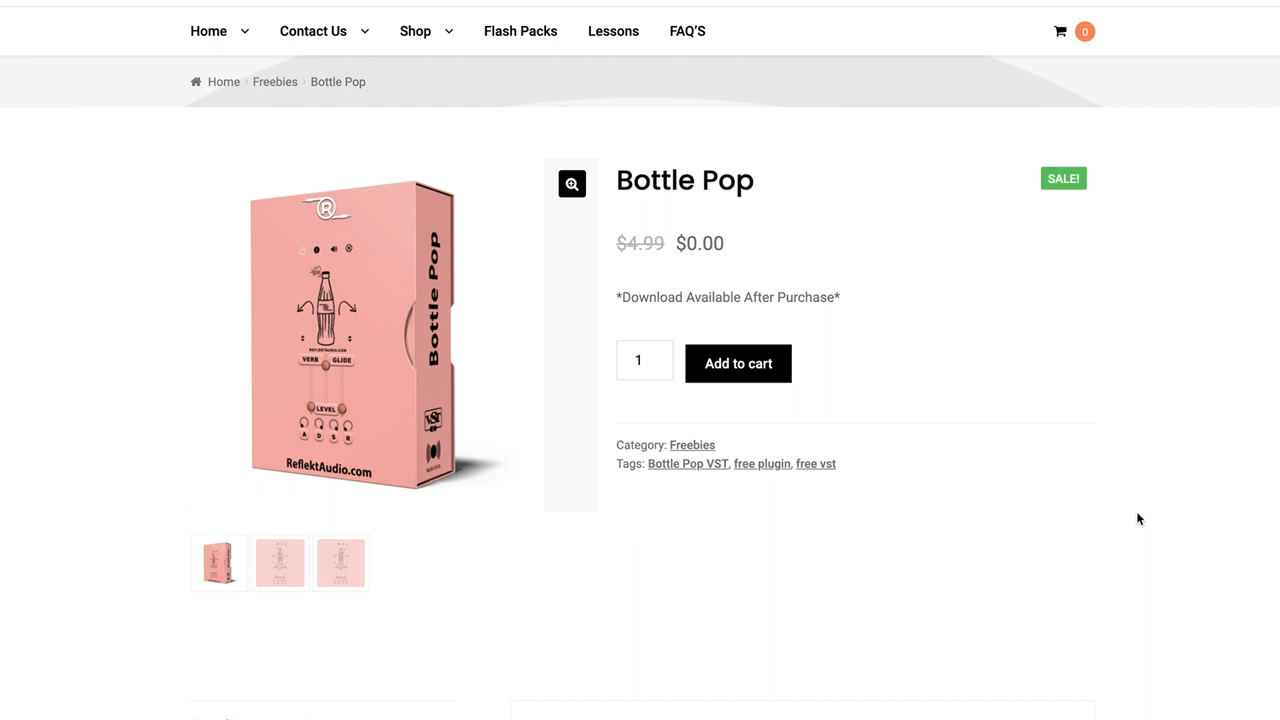 Home Contact Us Shop Flash Packs Lessons FAQ'S 0
Home Freebies Bottle Pop
Bottle Pop
SALE!
$4.99 $0.00
*Download Available After Purchase*
1 Add to cart
Category: Freebies
Tags: Bottle Pop VST, free plugin, free vst
R
REFLEKTAUDIO.COM
VERB GLIDE
LEVEL
A D S R
ReflektAudio.com
Bottle Pop
VST